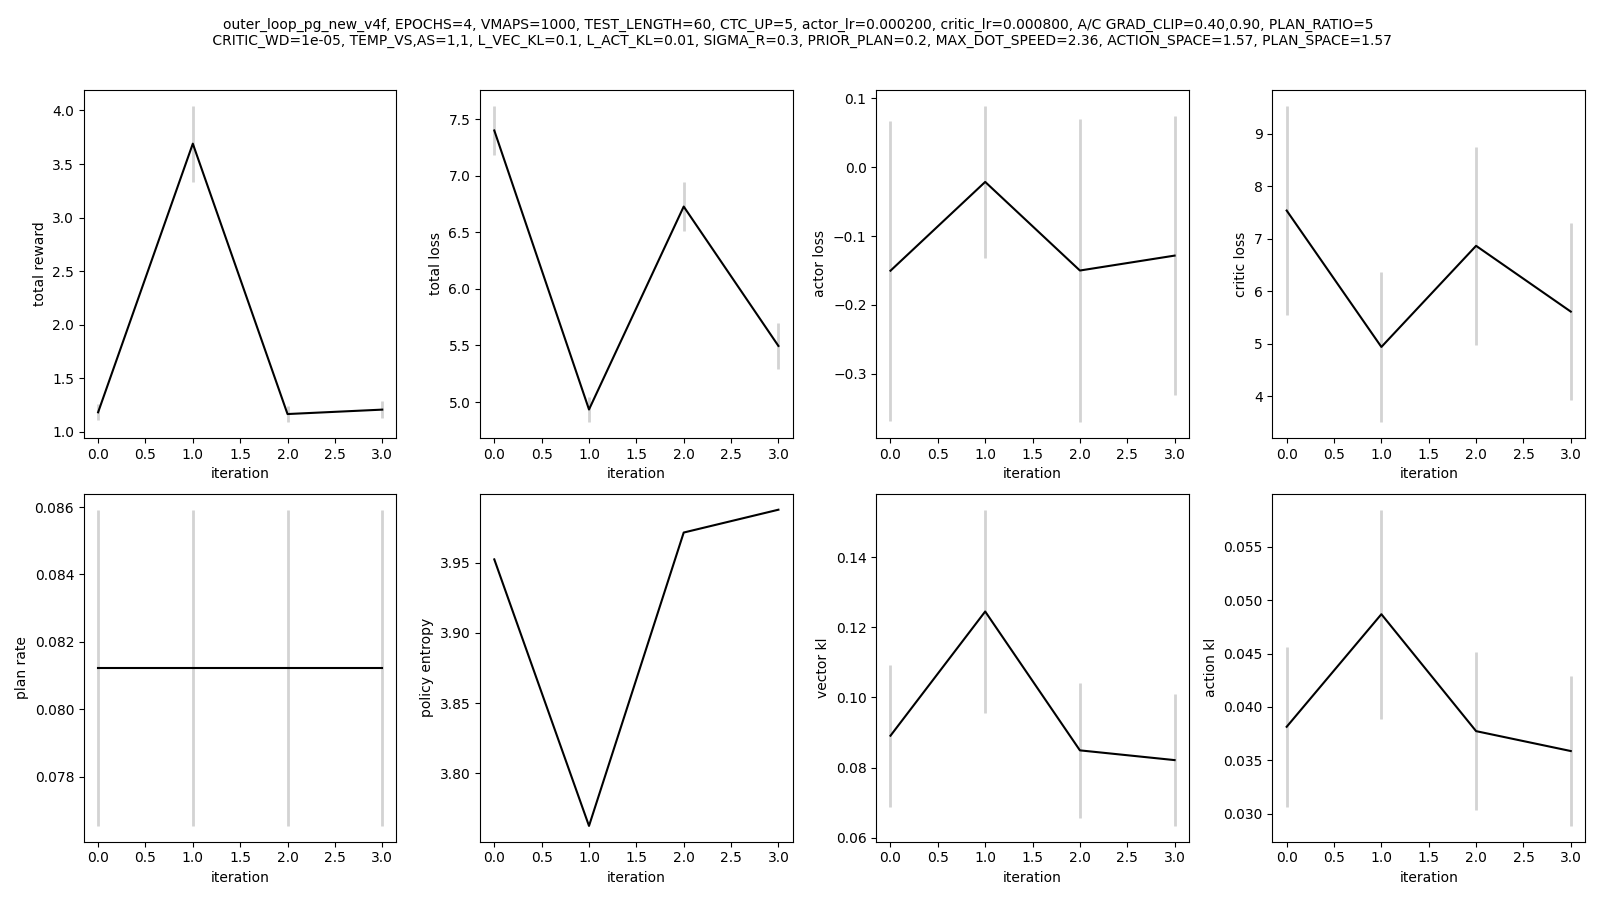 outer_loop_pg_new_v4f, EPOCHS=4, VMAPS=1000, TEST_LENGTH=60, CTC_UP=5, actor_lr=0.000200, critic_lr=0.000800, A/C GRAD_CLIP=0.40,0.90, PLAN_RATIO=5
CRITIC_WD=1e-05, TEMP_VS,AS=1,1, L_VEC_KL=0.1, L_ACT_KL=0.01, SIGMA_R=0.3, PRIOR_PLAN=0.2, MAX_DOT_SPEED=2.36, ACTION_SPACE=1.57, PLAN_SPACE=1.57
total reward
4.0
3.5
3.0
2.5
2.0
1.5
1.0
0.0 0.5 1.0 1.5 2.0 2.5 3.0
iteration
total loss
7.5
7.0
6.5
6.0
5.5
5.0
0.0 0.5 1.0 1.5 2.0 2.5 3.0
iteration
actor loss
0.1
0.0
−0.1
−0.2
−0.3
0.0 0.5 1.0 1.5 2.0 2.5 3.0
iteration
critic loss
9
8
7
6
5
4
0.0 0.5 1.0 1.5 2.0 2.5 3.0
iteration
plan rate
0.086
0.084
0.082
0.080
0.078
0.0 0.5 1.0 1.5 2.0 2.5 3.0
iteration
policy entropy
3.95
3.90
3.85
3.80
0.0 0.5 1.0 1.5 2.0 2.5 3.0
iteration
vector kl
0.14
0.12
0.10
0.08
0.06
0.0 0.5 1.0 1.5 2.0 2.5 3.0
iteration
action kl
0.055
0.050
0.045
0.040
0.035
0.030
0.0 0.5 1.0 1.5 2.0 2.5 3.0
iteration